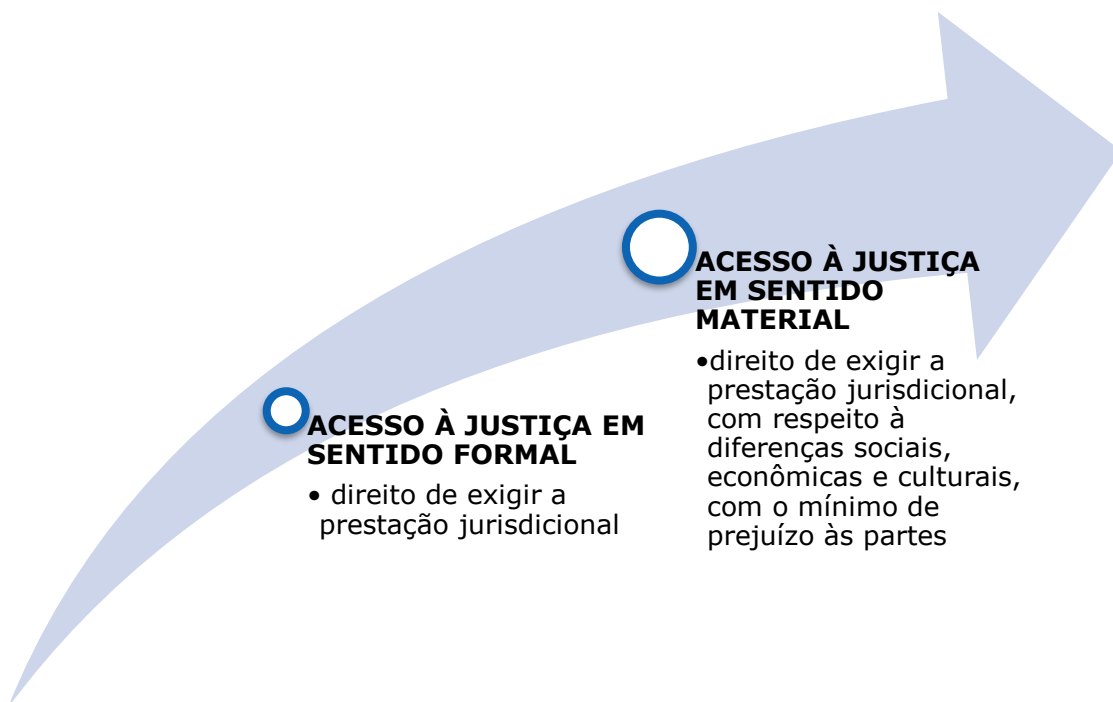 ACESSO À JUSTIÇA EM
SENTIDO FORMAL
• direito de exigir a
prestação jurisdicional
ACESSO À JUSTIÇA
EM SENTIDO
MATERIAL
•direito de exigir a
prestação jurisdicional,
com respeito à
diferenças sociais,
econômicas e culturais,
com o mínimo de
prejuízo às partes